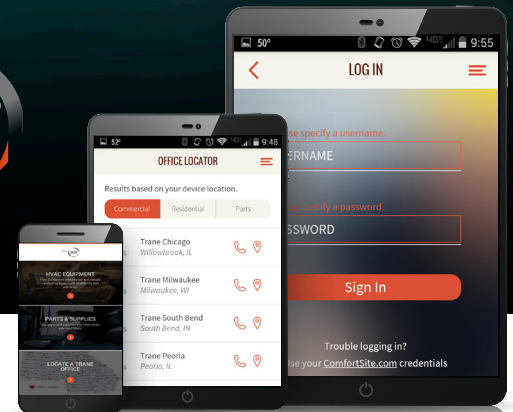 HVAC EQUIPMENT
PARTS & SUPPLIES
LOCATE A TRANE
OFFICE
52°
4G
9:48
OFFICE LOCATOR
Results based on your device location.
Commercial
Residential
Parts
Trane Chicago
Willowbrook, IL
Trane Milwaukee
Milwaukee, WI
Trane South Bend
South Bend, IN
Trane Peoria
Peoria, IL
50°
4G
9:55
LOG IN
se specify a username.
ERNAME
specify a password.
SSWORD
Sign In
Trouble logging in?
se your ComfortSite.com credentials